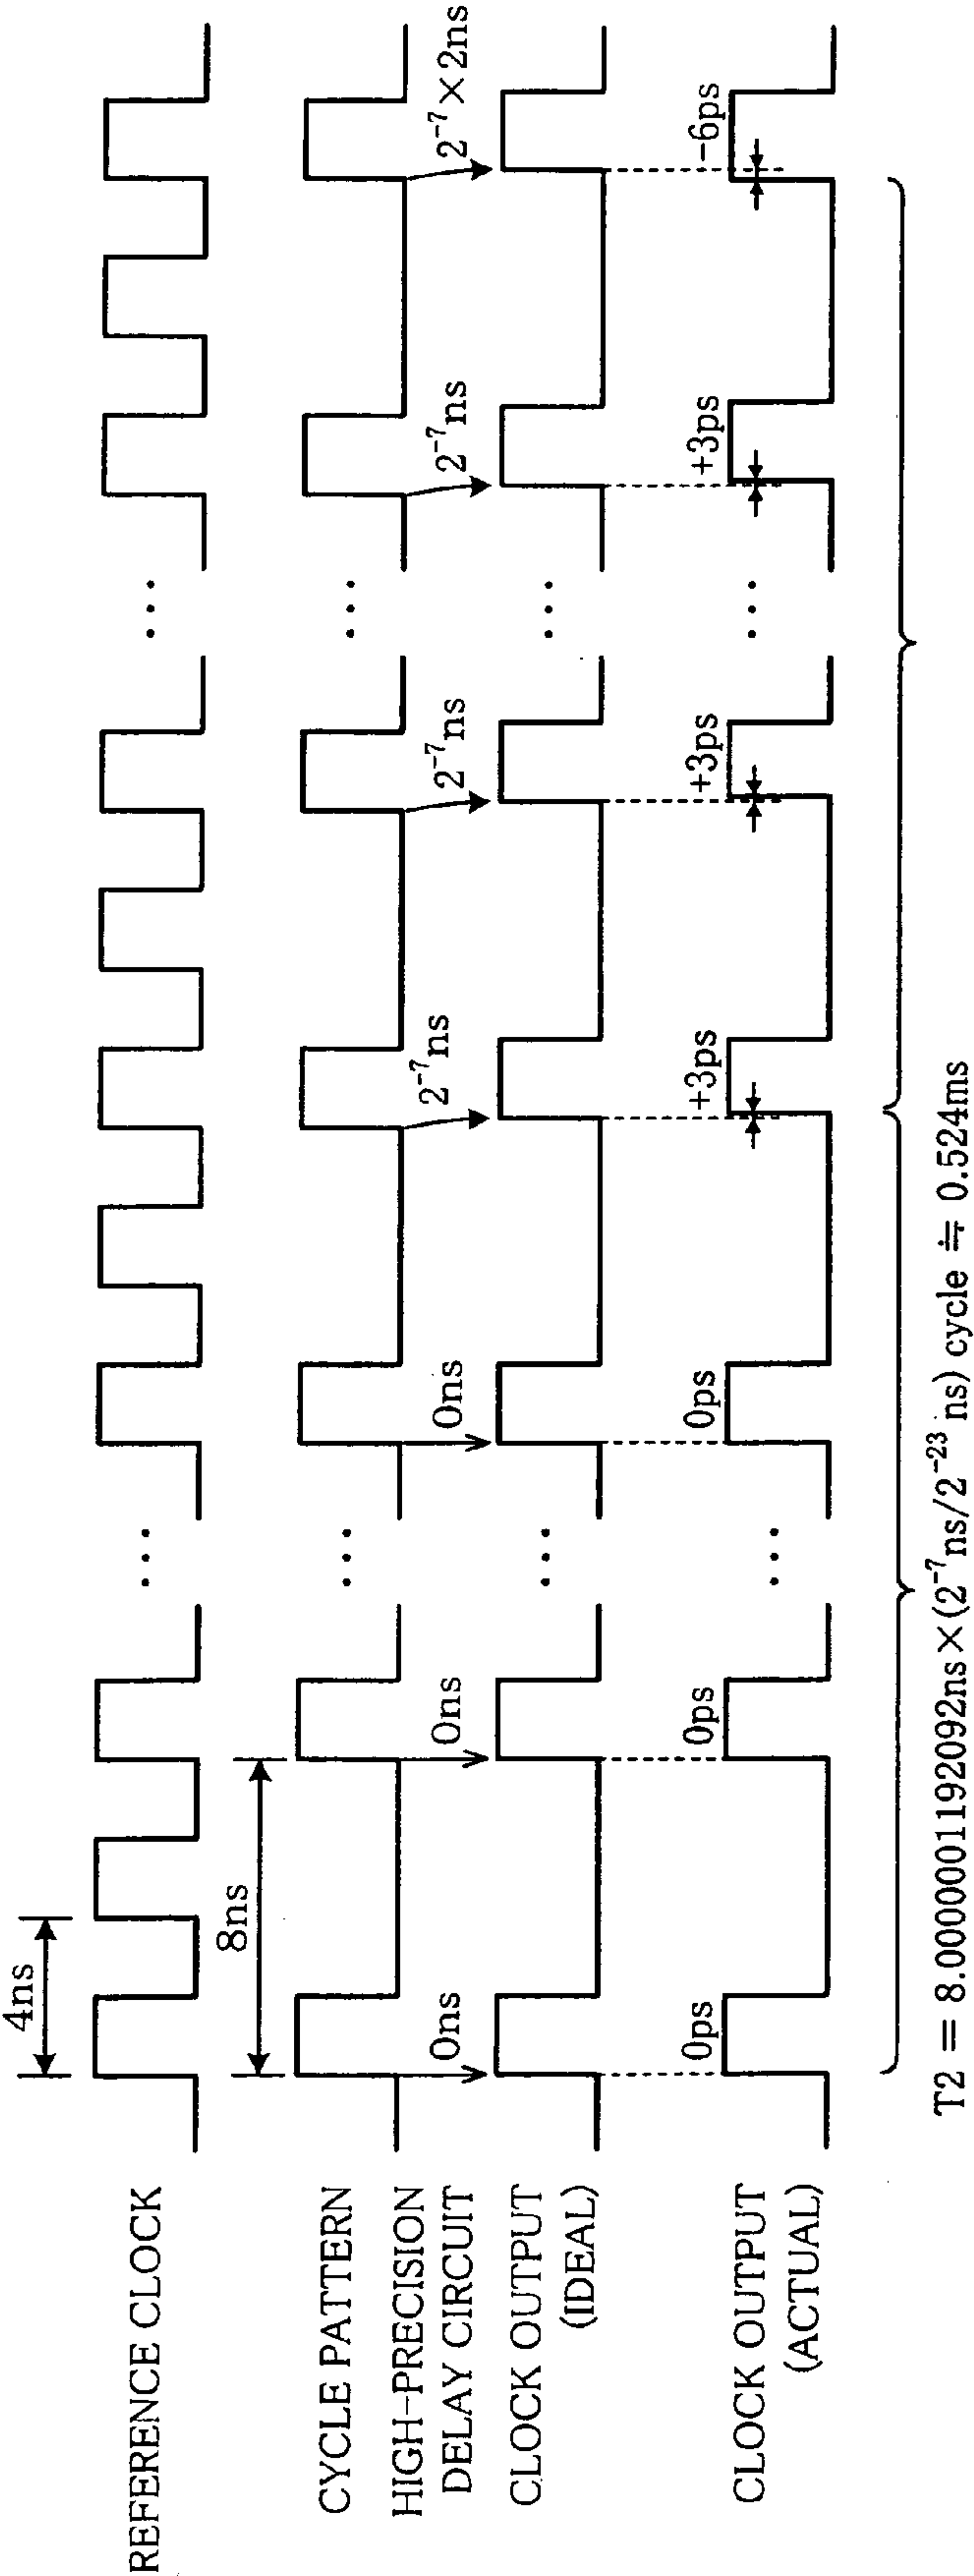 4ns
REFERENCE CLOCK
... ...
8ns
CYCLE PATTERN
... ...
HIGH-PRECISION
DELAY CIRCUIT
0ns 0ns 0ns 2⁻⁷ns 2⁻⁷ns 2⁻⁷ns 2⁻⁷×2ns
CLOCK OUTPUT
(IDEAL)
... ...
0ps 0ps 0ps +3ps +3ps +3ps -6ps
CLOCK OUTPUT
(ACTUAL)
... ...
T2 = 8.0000001192092ns×(2⁻⁷ns/2⁻²³ns) cycle ≒ 0.524ms